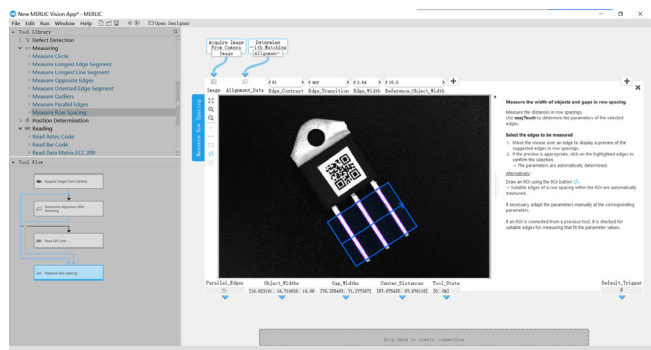 New MERLIC Vision App* - MERLIC
File Edit Run Window Help Open Designer
Tool Library
Defect Detection
Measuring
Measure Circle
Measure Longest Edge Segment
Measure Longest Line Segment
Measure Opposite Edges
Measure Oriented Edge Segment
Measure Outliers
Measure Parallel Edges
Measure Row Spacing
Position Determination
Reading
Read Aztec Code
Read Bar Code
Read Data Matrix ECC 200
Tool Flow
Acquire Image From Camera
Determine Alignment With
Matching
Read QR Code
Measure Row Spacing
Acquire Image
From Camera
Image
Determine
--ith Matching
Alignmen--
Image Alignment_Data Edge_Contrast Edge_Transition Edge_Width Reference_Object_Width
Measure Row Spacing
Measure the width of objects and gaps in row spacing
Measure the distances in row spacings.
Use easyTouch to determine the parameters of the selected
edges.
Select the edges to be measured
1. Move the mouse over an edge to display a preview of the
suggested edges in row spacings.
2. If the preview is appropriate, click on the highlighted edges to
confirm the selection.
→ The parameters are automatically determined.
Alternatively:
Draw an ROI using the ROI button
→ Suitable edges of a row spacing within the ROI are automatically
measured.
If necessary, adapt the parameters manually at the corresponding
parameters.
If an ROI is connected from a previous tool, it is checked for
suitable edges for measuring that fit the parameter values.
Parallel_Edges Object_Widths Gap_Widths Center_Distances Tool_State
Default_Trigger
Drop here to create connection